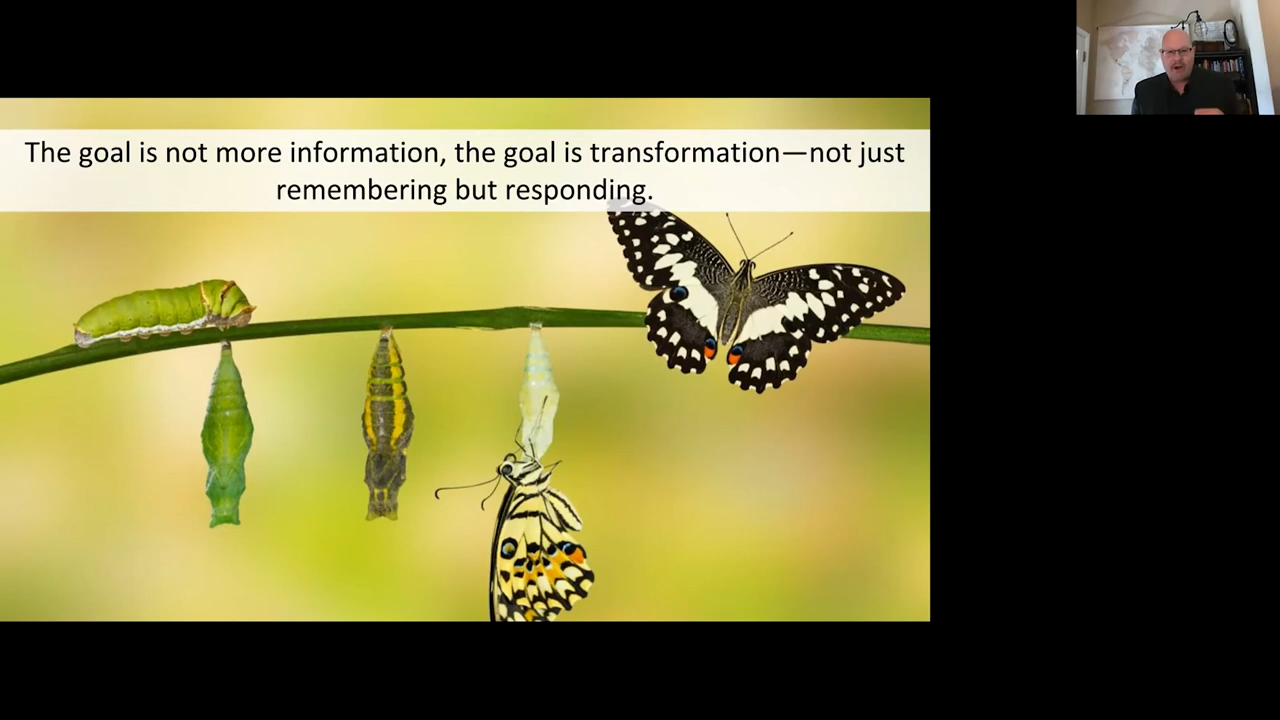 The goal is not more information, the goal is transformation—not just
remembering but responding.